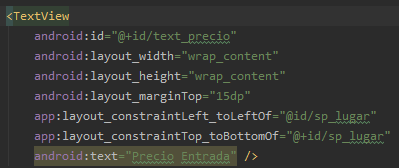 <TextView
android:id="@+id/text_precio"
android:layout_width="wrap_content"
android:layout_height="wrap_content"
android:layout_marginTop="15dp"
app:layout_constraintLeft_toLeftOf="@id/sp_lugar"
app:layout_constraintTop_toBottomOf="@+id/sp_lugar"
android:text="Precio Entrada" />